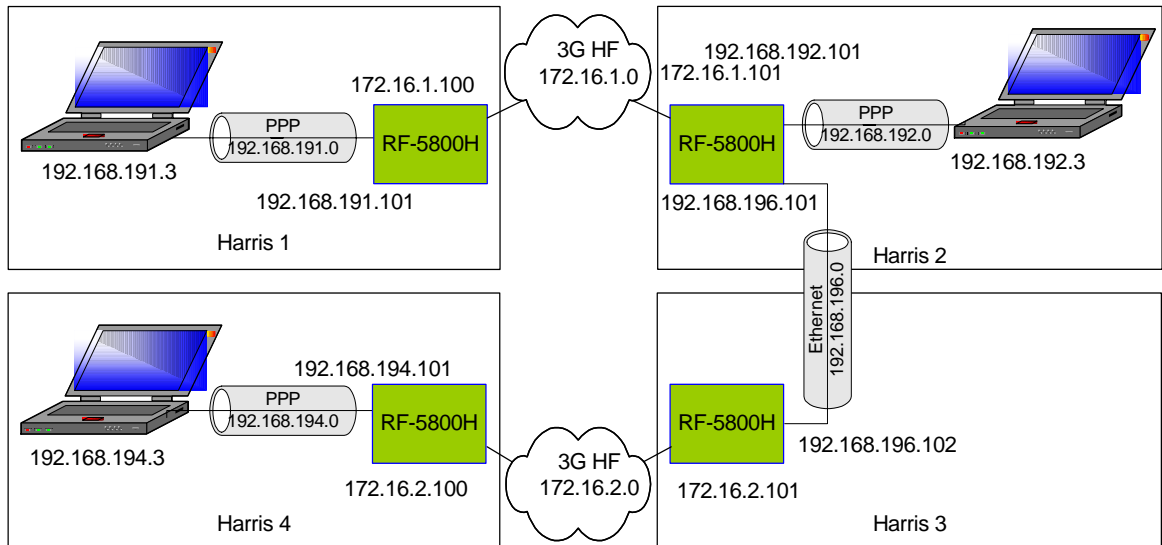 3G HF
172.16.1.0
192.168.192.101
172.16.1.100
172.16.1.101
PPP
192.168.191.0
RF-5800H
RF-5800H
PPP
192.168.192.0
192.168.191.3
192.168.192.3
192.168.191.101
192.168.196.101
Harris 1
Harris 2
Ethernet
192.168.196.0
192.168.194.101
PPP
192.168.194.0
RF-5800H
RF-5800H
192.168.194.3
192.168.196.102
3G HF
172.16.2.0
172.16.2.100
172.16.2.101
Harris 4
Harris 3